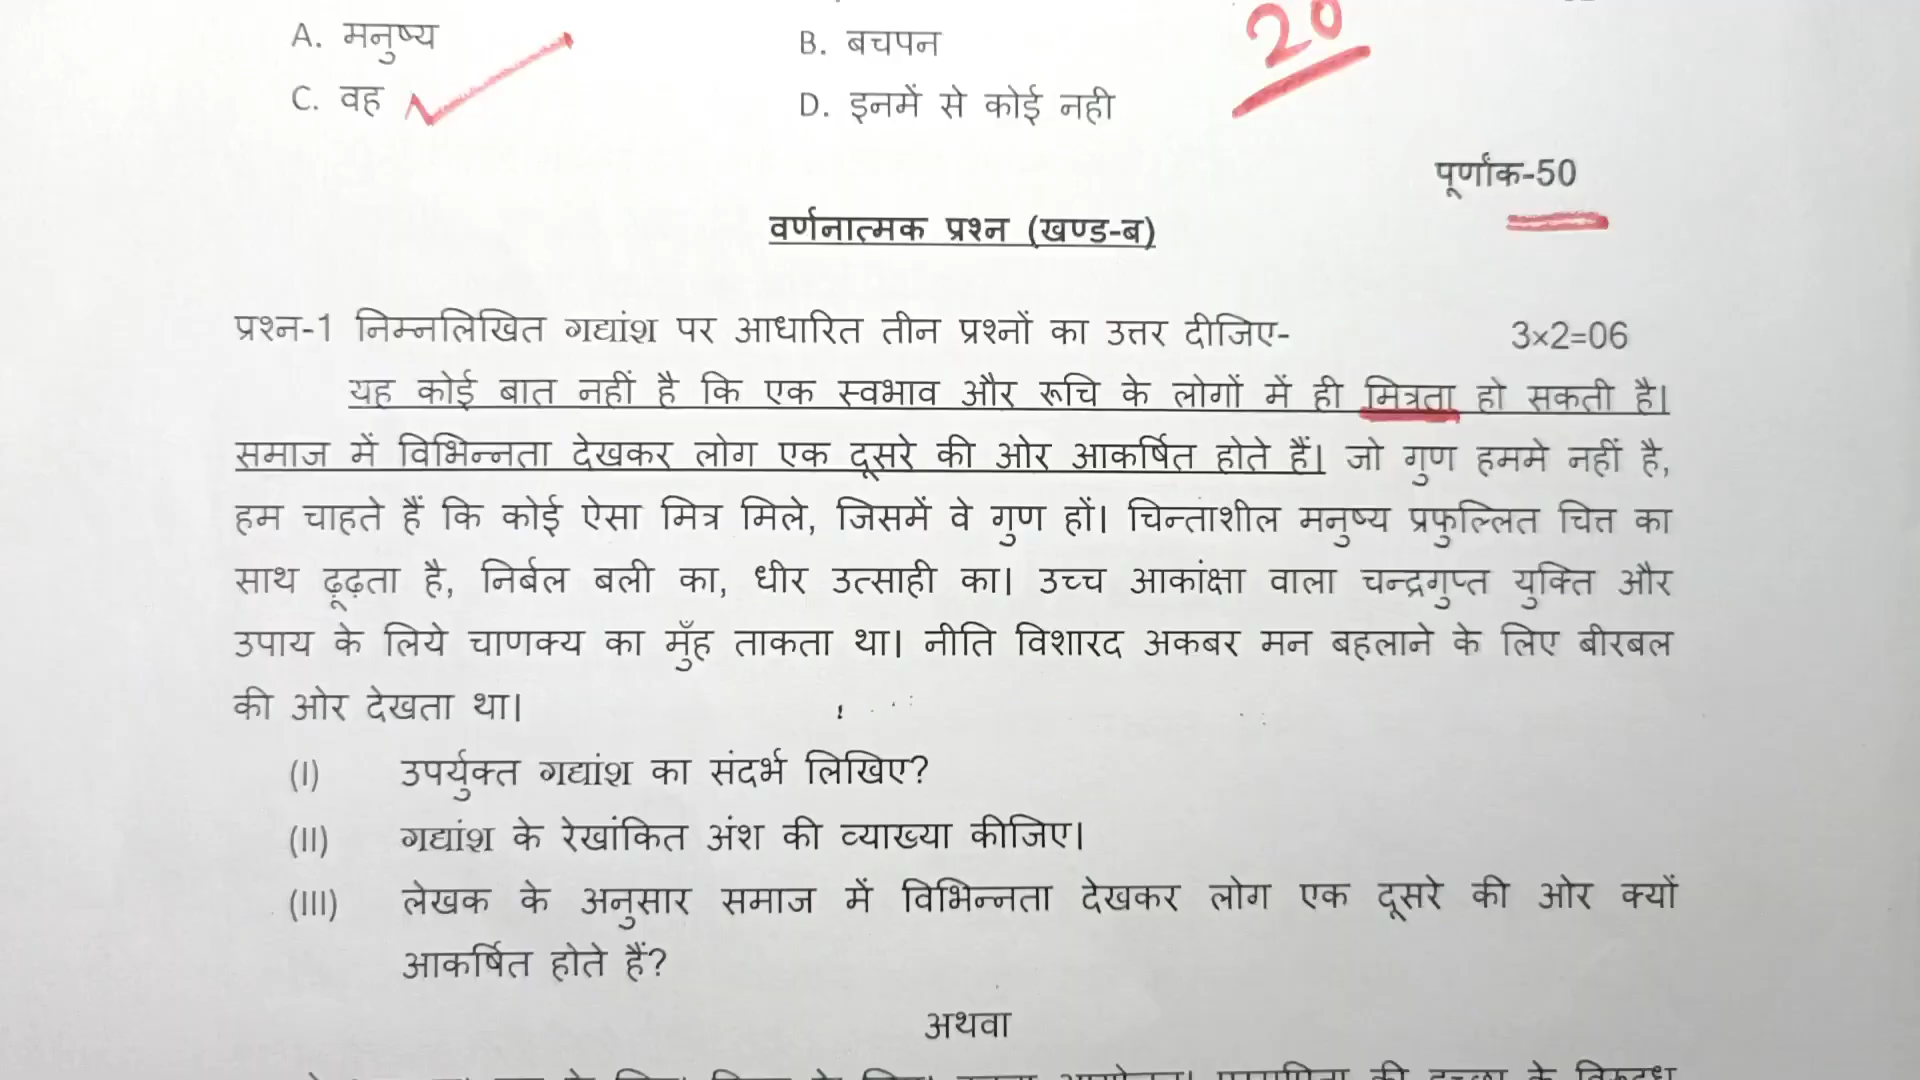 A. मनुष्य B. बचपन
C. वह D. इनमें से कोई नही
20
पूर्णांक-50
वर्णनात्मक प्रश्न (खण्ड-ब)
प्रश्न-1 निम्नलिखित गद्यांश पर आधारित तीन प्रश्नों का उत्तर दीजिए- 3×2=06
यह कोई बात नहीं है कि एक स्वभाव और रूचि के लोगों में ही मित्रता हो सकती है।
समाज में विभिन्नता देखकर लोग एक दूसरे की ओर आकर्षित होते हैं। जो गुण हममे नहीं है,
हम चाहते हैं कि कोई ऐसा मित्र मिले, जिसमें वे गुण हों। चिन्ताशील मनुष्य प्रफुल्लित चित्त का
साथ ढ़ूढ़ता है, निर्बल बली का, धीर उत्साही का। उच्च आकांक्षा वाला चन्द्रगुप्त युक्ति और
उपाय के लिये चाणक्य का मुँह ताकता था। नीति विशारद अकबर मन बहलाने के लिए बीरबल
की ओर देखता था।
(I) उपर्युक्त गद्यांश का संदर्भ लिखिए?
(II) गद्यांश के रेखांकित अंश की व्याख्या कीजिए।
(III) लेखक के अनुसार समाज में विभिन्नता देखकर लोग एक दूसरे की ओर क्यों
आकर्षित होते हैं?
अथवा